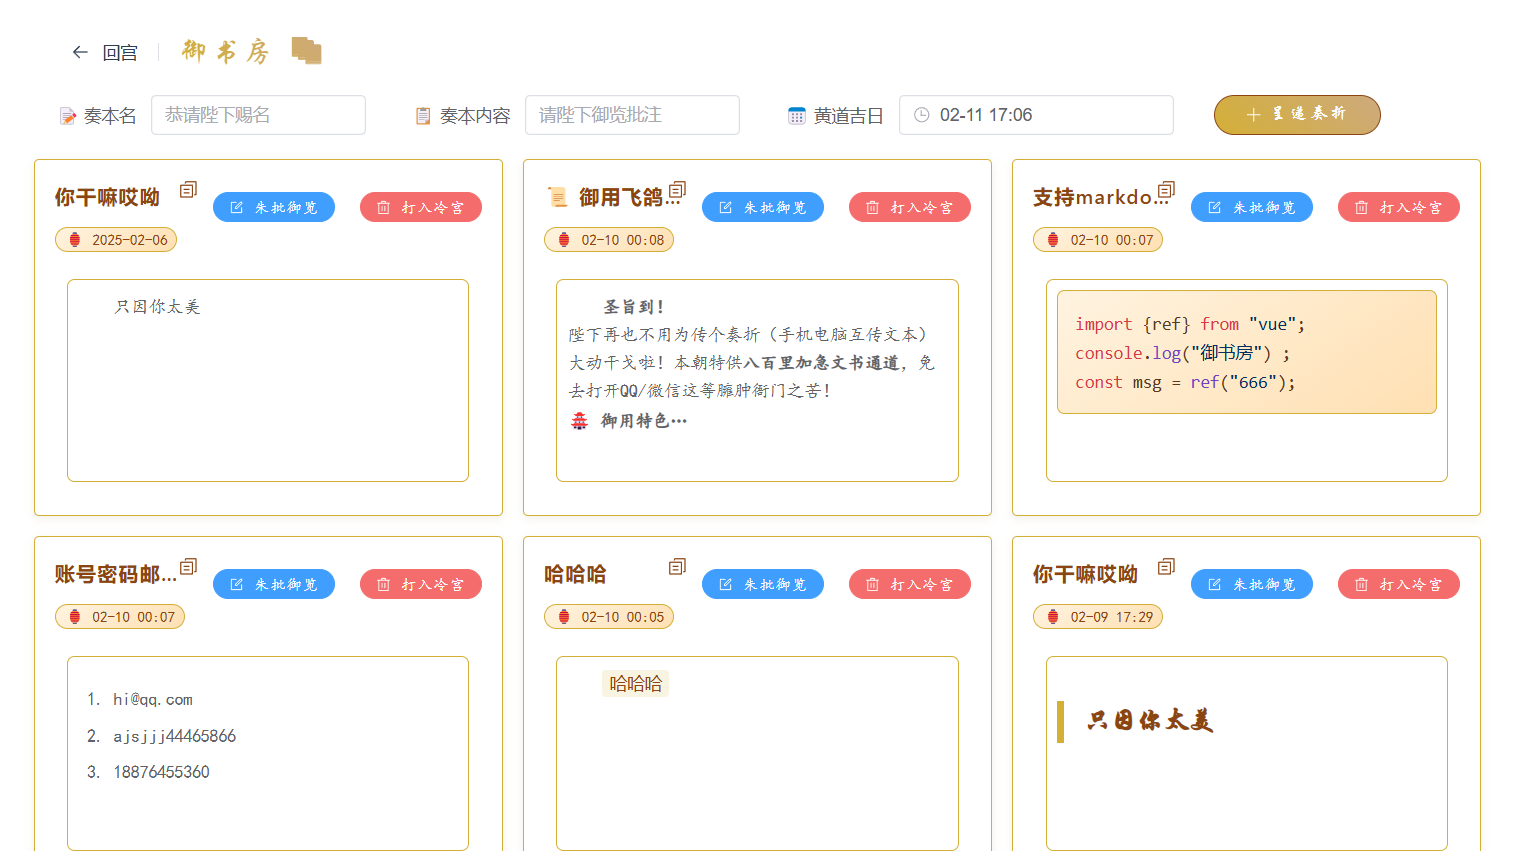 回宫
御书房
奏本名 恭请陛下赐名 奏本内容 请陛下御览批注 黄道吉日 02-11 17:06 呈递奏折
你干嘛哎呦 朱批御览 打入冷宫
2025-02-06
只因你太美
御用飞鸽... 朱批御览 打入冷宫
02-10 00:08
圣旨到！
陛下再也不用为传个奏折（手机电脑互传文本）
大动干戈啦！本朝特供八百里加急文书通道，免
去打开QQ/微信这等臃肿衙门之苦！
御用特色…
支持markdo... 朱批御览 打入冷宫
02-10 00:07
import {ref} from "vue";
console.log("御书房") ;
const msg = ref("666");
账号密码邮... 朱批御览 打入冷宫
02-10 00:07
1. hi@qq.com
2. ajsjjj44465866
3. 18876455360
哈哈哈 朱批御览 打入冷宫
02-10 00:05
哈哈哈
你干嘛哎呦 朱批御览 打入冷宫
02-09 17:29
只因你太美